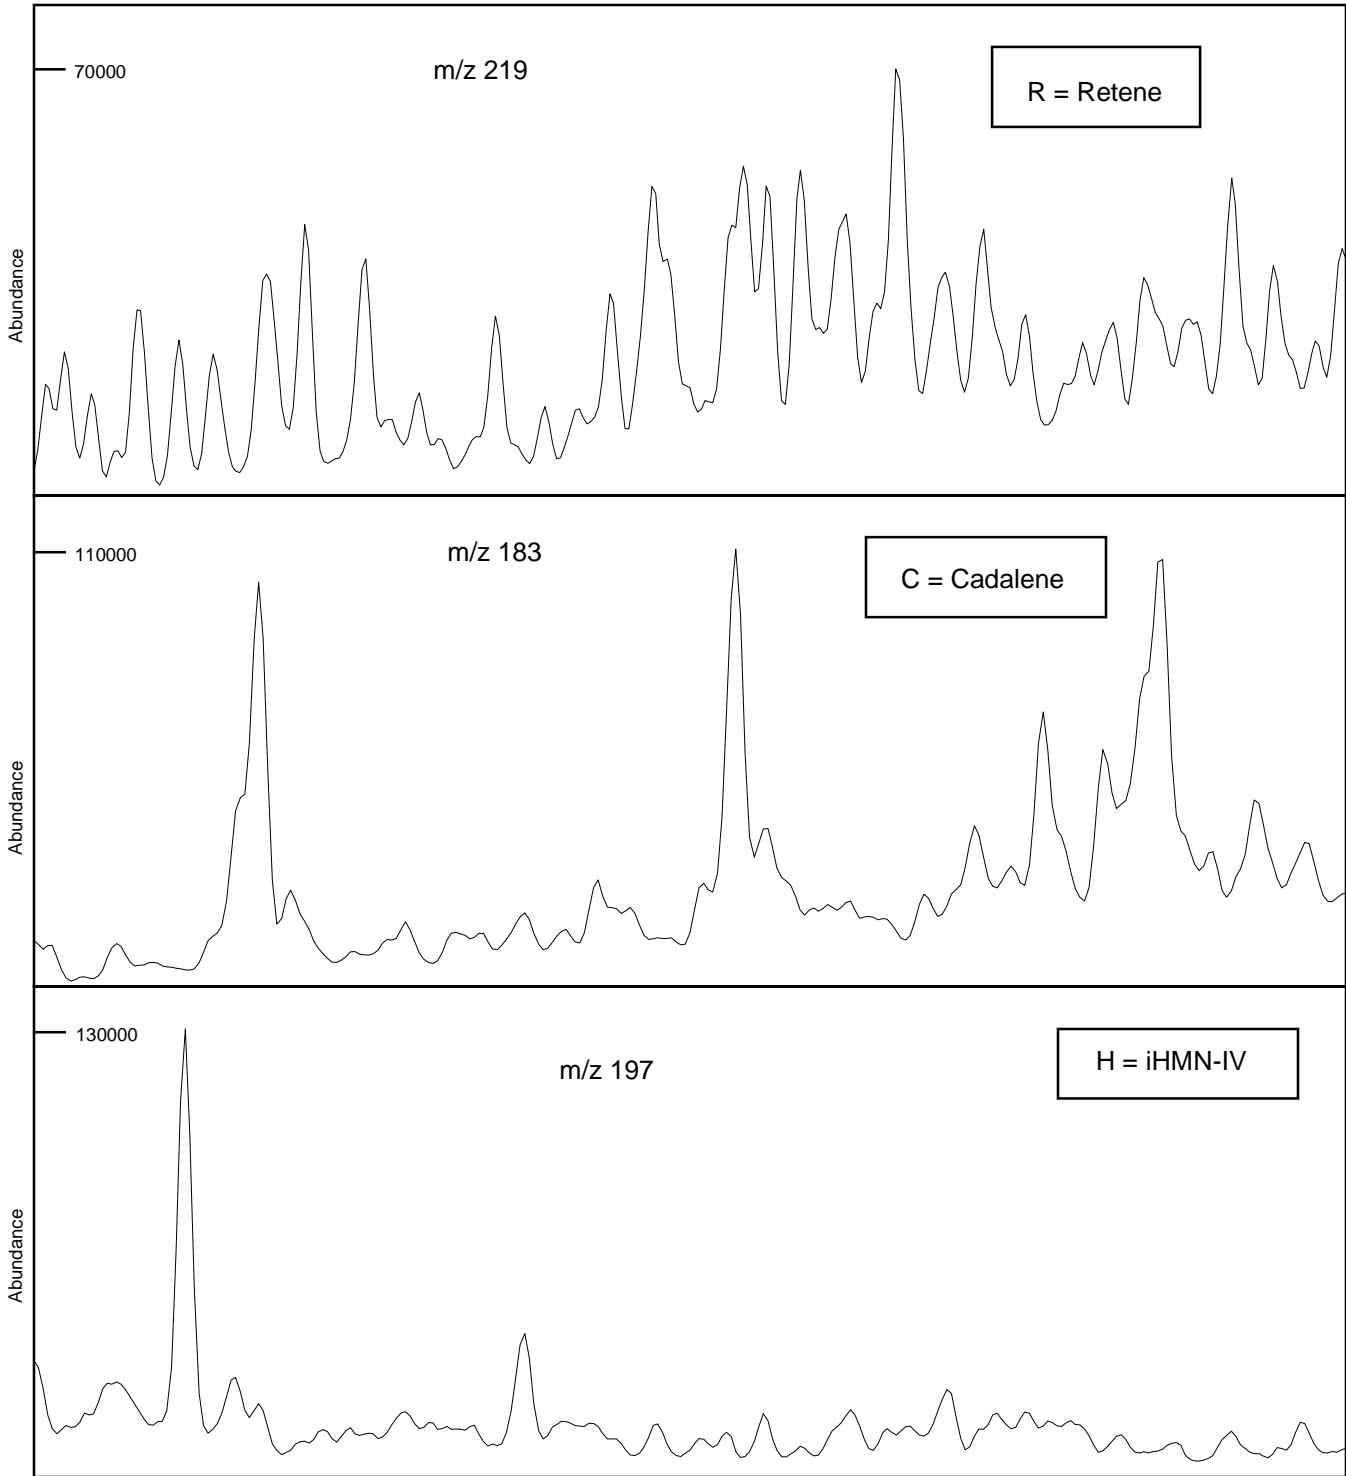 70000
m/z 219
R = Retene
Abundance
110000
m/z 183
C = Cadalene
Abundance
130000
m/z 197
H = iHMN-IV
Abundance